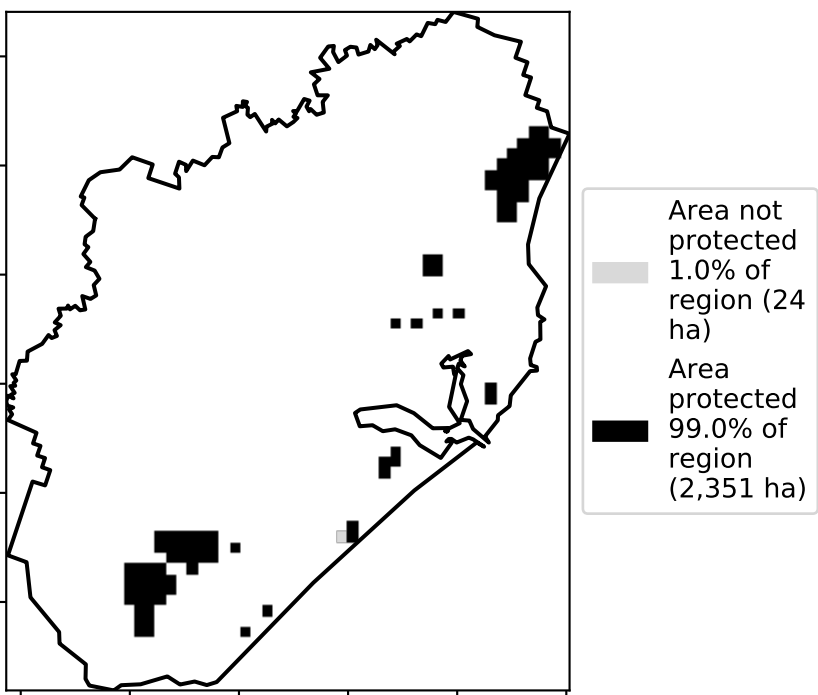 Area not
protected
1.0% of
region (24
ha)
Area
protected
99.0% of
region
(2,351 ha)